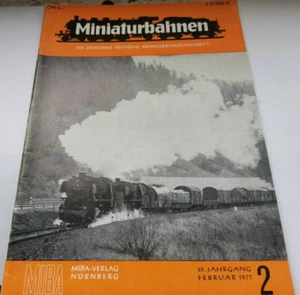 Miniaturbahnen
DIE FÜHRENDE DEUTSCHE MODELLBAHNZEITSCHRIFT
MIBA
MIBA-VERLAG
NÜRNBERG
29. JAHRGANG
FEBRUAR 1977
2